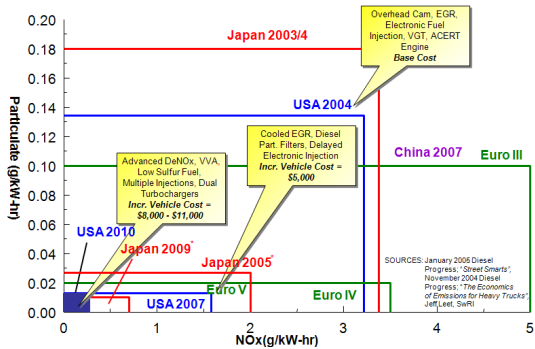 Overhead Cam, EGR,
Electronic Fuel
Injection, VGT, ACERT
Engine
Base Cost
0.20
0.18
0.16
0.14
0.12
0.10
0.08
0.06
0.04
0.02
0.00
Particulate (g/kW-hr)
Japan 2003/4
USA 2004
China 2007
Euro III
Cooled EGR, Diesel
Part. Filters, Delayed
Electronic Injection
Incr. Vehicle Cost =
$5,000
Advanced DeNOx, VVA,
Low Sulfur Fuel,
Multiple Injections, Dual
Turbochargers
Incr. Vehicle Cost =
$8,000 - $11,000
USA 2010
Japan 2009*
Japan 2005*
Euro V
Euro IV
USA 2007
SOURCES: January 2006 Diesel
Progress; "Street Smarts",
November 2004 Diesel
Progress; "The Economics
of Emissions for Heavy Trucks",
Jeff Leet, SwRI
0
1
2
3
4
5
NOx(g/kW-hr)